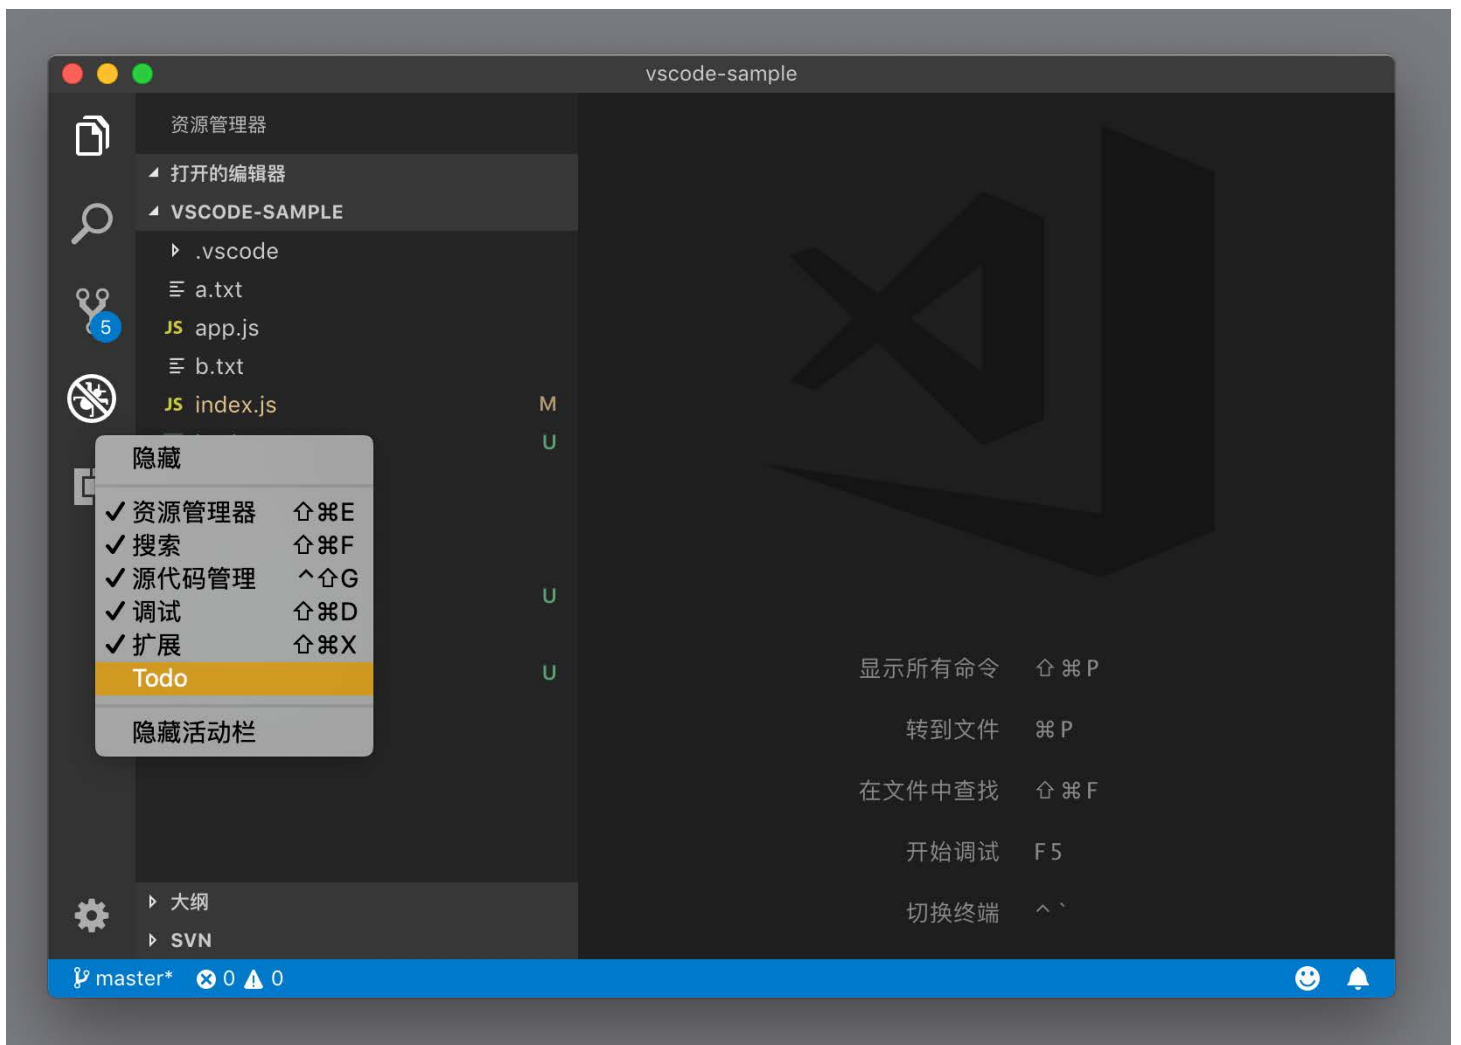 vscode-sample
资源管理器
打开的编辑器
VSCODE-SAMPLE
.vscode
a.txt
JS app.js
b.txt
JS index.js M
U
U
U
5
隐藏
资源管理器 ⇧⌘E
搜索 ⇧⌘F
源代码管理 ^⇧G
调试 ⇧⌘D
扩展 ⇧⌘X
Todo
隐藏活动栏
显示所有命令 ⇧⌘P
转到文件 ⌘P
在文件中查找 ⇧⌘F
开始调试 F5
切换终端 ^`
大纲
SVN
master* 0 0